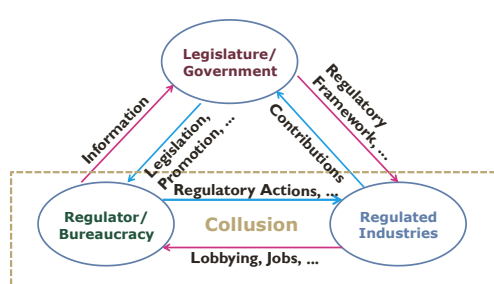 Legislature/
Government
Information
Legislation,
Promotion, ...
Contributions
Regulatory
Framework, ...
Regulator/
Bureaucracy
Regulatory Actions, ...
Collusion
Lobbying, Jobs, ...
Regulated
Industries